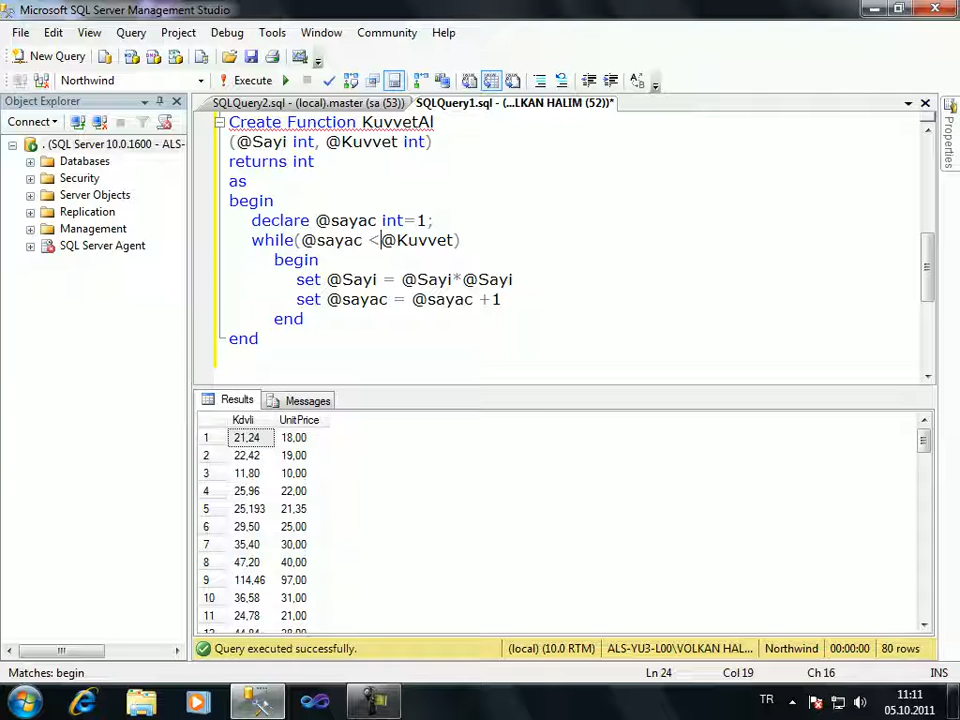 Microsoft SQL Server Management Studio
File Edit View Query Project Debug Tools Window Community Help
New Query
Northwind Execute
Object Explorer
SQLQuery2.sql - (local).master (sa (53))
SQLQuery1.sql - (...LKAN HALIM (52))*
Connect
. (SQL Server 10.0.1600 - ALS-
Databases
Security
Server Objects
Replication
Management
SQL Server Agent
Properties
Create Function KuvvetAl
(@Sayi int, @Kuvvet int)
returns int
as
begin
declare @sayac int=1;
while(@sayac <@Kuvvet)
begin
set @Sayi = @Sayi*@Sayi
set @sayac = @sayac +1
end
end
Results Messages
Kdvli UnitPrice
1 21,24 18,00
2 22,42 19,00
3 11,80 10,00
4 25,96 22,00
5 25,193 21,35
6 29,50 25,00
7 35,40 30,00
8 47,20 40,00
9 114,46 97,00
10 36,58 31,00
11 24,78 21,00
Query executed successfully. (local) (10.0 RTM) ALS-YU3-L00\VOLKAN HALIM... Northwind 00:00:00 80 rows
Matches: begin Ln 24 Col 19 Ch 16 INS
TR
11:11
05.10.2011